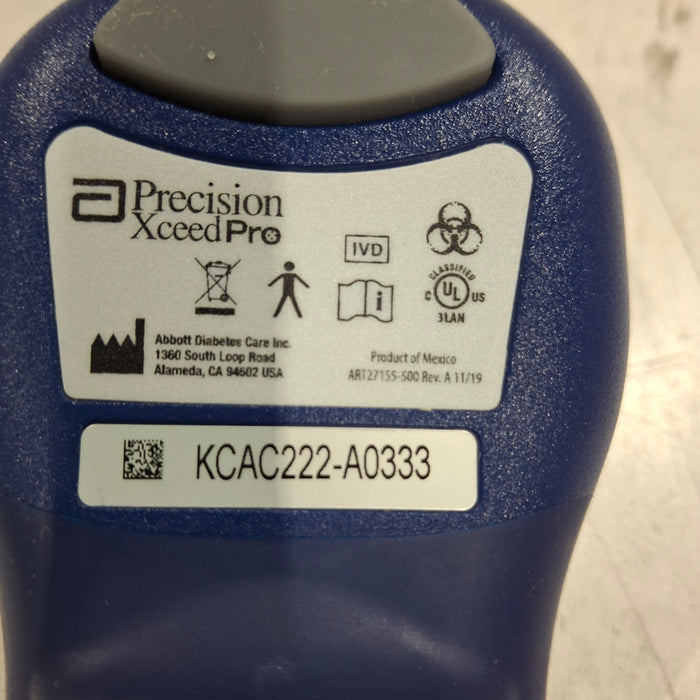 Precision
XceedPro
IVD
i
CLASSIFIED
C UL US
31AN
Abbott Diabetes Care Inc.
1360 South Loop Road
Alameda, CA 94502 USA
Product of Mexico
ART27155-500 Rev. A 11/19
KCAC222-A0333